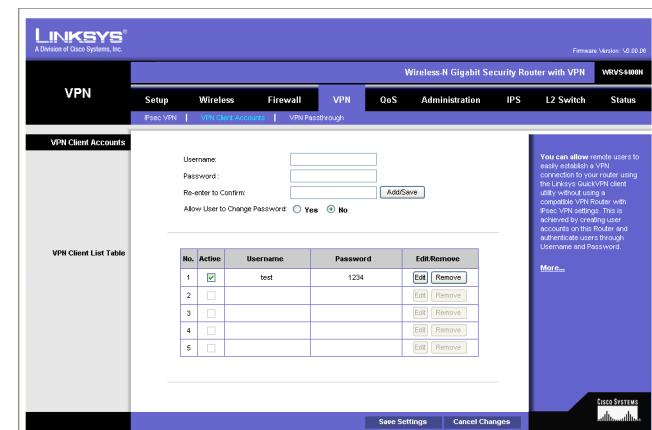 LINKSYS®
A Division of Cisco Systems, Inc.
Firmware Version: V0.00.06
Wireless-N Gigabit Security Router with VPN WRVS4400N
VPN
Setup Wireless Firewall VPN QoS Administration IPS L2 Switch Status
IPsec VPN | VPN Client Accounts | VPN Passthrough
VPN Client Accounts
Username:
Password :
Re-enter to Confirm: Add/Save
Allow User to Change Password: Yes No
VPN Client List Table
No. Active Username Password Edit/Remove
1 test 1234 Edit Remove
2 Edit Remove
3 Edit Remove
4 Edit Remove
5 Edit Remove
You can allow remote users to
easily establish a VPN
connection to your router using
the Linksys QuickVPN client
utility without using a
compatible VPN Router with
IPsec VPN settings. This is
achieved by creating user
accounts on this Router and
authenticate users through
Username and Password.
More...
Save Settings Cancel Changes
CISCO SYSTEMS